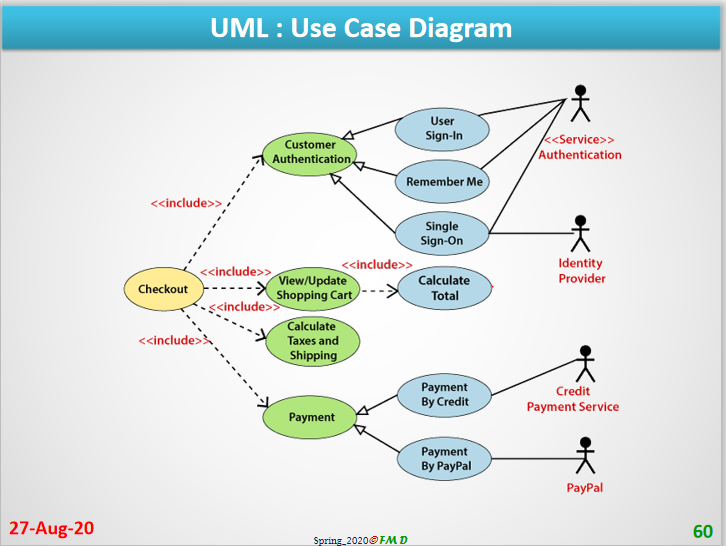 UML : Use Case Diagram
User
Sign-In
<<Service>>
Authentication
Customer
Authentication
Remember Me
<<include>>
Single
Sign-On
Identity
Provider
<<include>>
<<include>>
Checkout
View/Update
Shopping Cart
Calculate
Total
<<include>>
Calculate
Taxes and
Shipping
<<include>>
Payment
By Credit
Credit
Payment Service
Payment
Payment
By PayPal
PayPal
27-Aug-20
Spring_2020©FMD
60